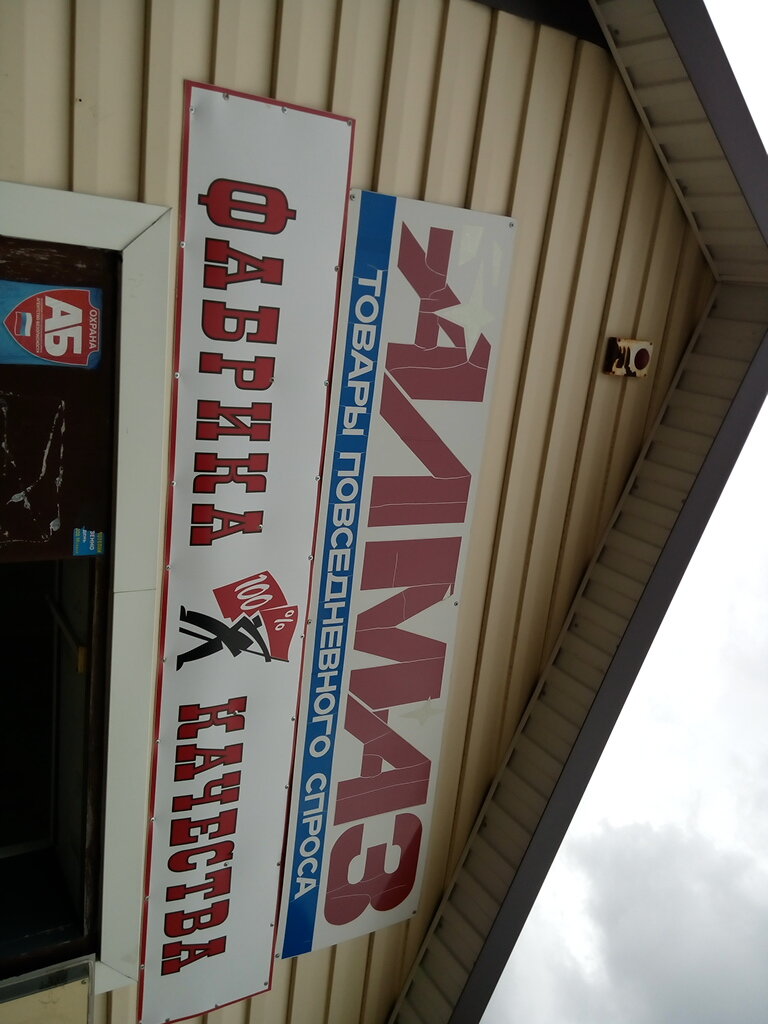 АЛМАЗ
ТОВАРЫ ПОВСЕДНЕВНОГО СПРОСА
ФАБРИКА
100%
КАЧЕСТВА
ОХРАНА
АБ